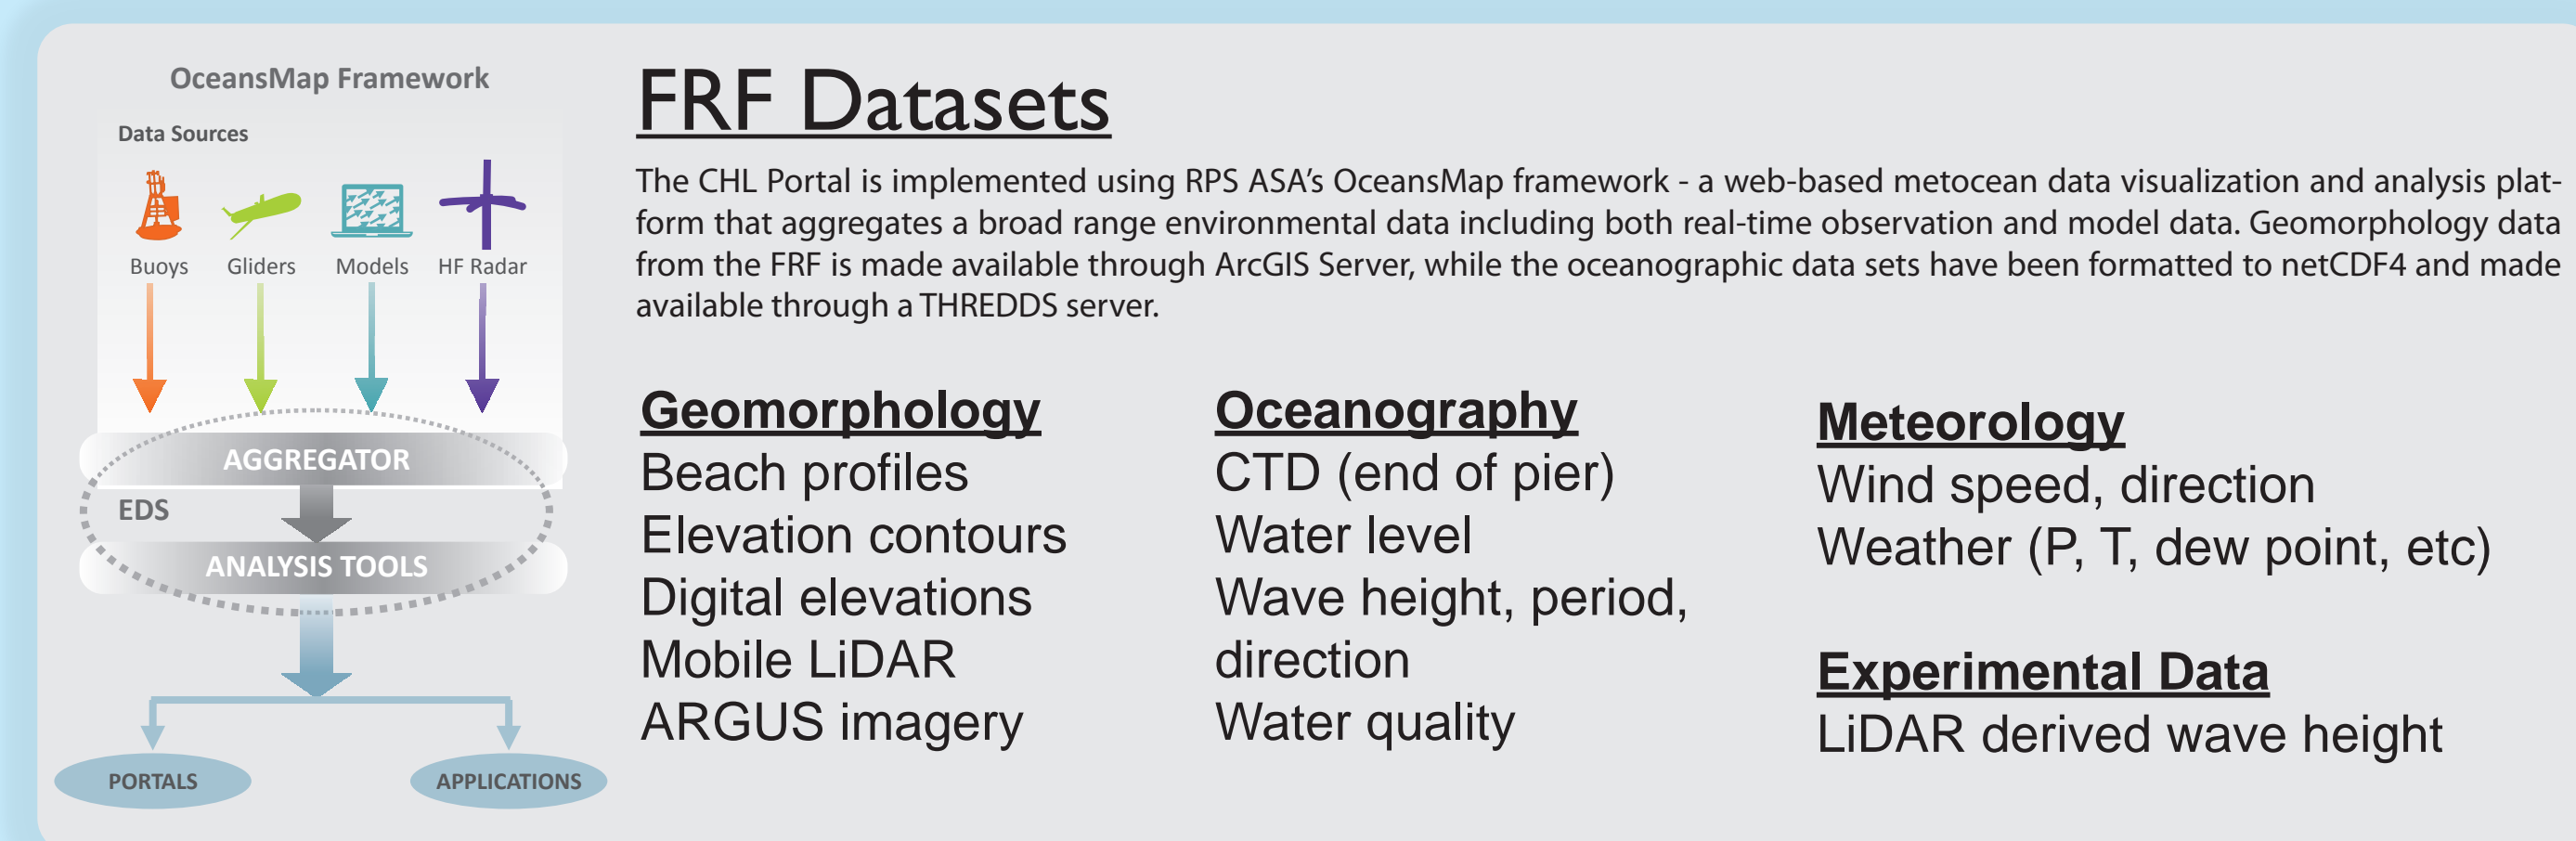 OceansMap Framework
Data Sources
Buoys Gliders Models HF Radar
AGGREGATOR
EDS
ANALYSIS TOOLS
PORTALS APPLICATIONS
FRF Datasets
The CHL Portal is implemented using RPS ASA’s OceansMap framework - a web-based metocean data visualization and analysis plat-
form that aggregates a broad range environmental data including both real-time observation and model data. Geomorphology data
from the FRF is made available through ArcGIS Server, while the oceanographic data sets have been formatted to netCDF4 and made
available through a THREDDS server.
Geomorphology
Beach profiles
Elevation contours
Digital elevations
Mobile LiDAR
ARGUS imagery
Oceanography
CTD (end of pier)
Water level
Wave height, period,
direction
Water quality
Meteorology
Wind speed, direction
Weather (P, T, dew point, etc)
Experimental Data
LiDAR derived wave height